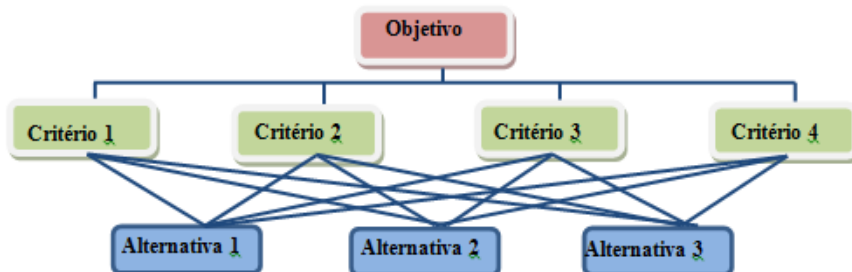 Objetivo
Critério 1
Critério 2
Critério 3
Critério 4
Alternativa 1
Alternativa 2
Alternativa 3